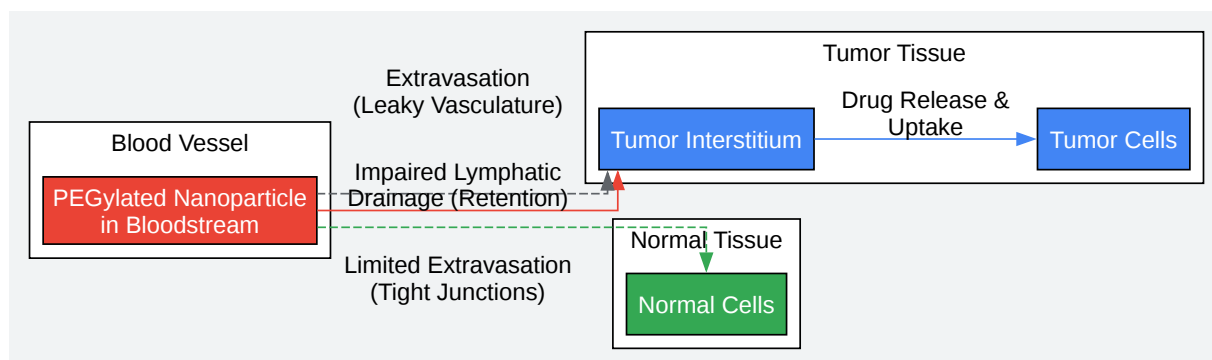 Blood Vessel
PEGylated Nanoparticle
in Bloodstream
Extravasation
(Leaky Vasculature)
Impaired Lymphatic
Drainage (Retention)
Limited Extravasation
(Tight Junctions)
Tumor Tissue
Tumor Interstitium
Drug Release &
Uptake
Tumor Cells
Normal Tissue
Normal Cells